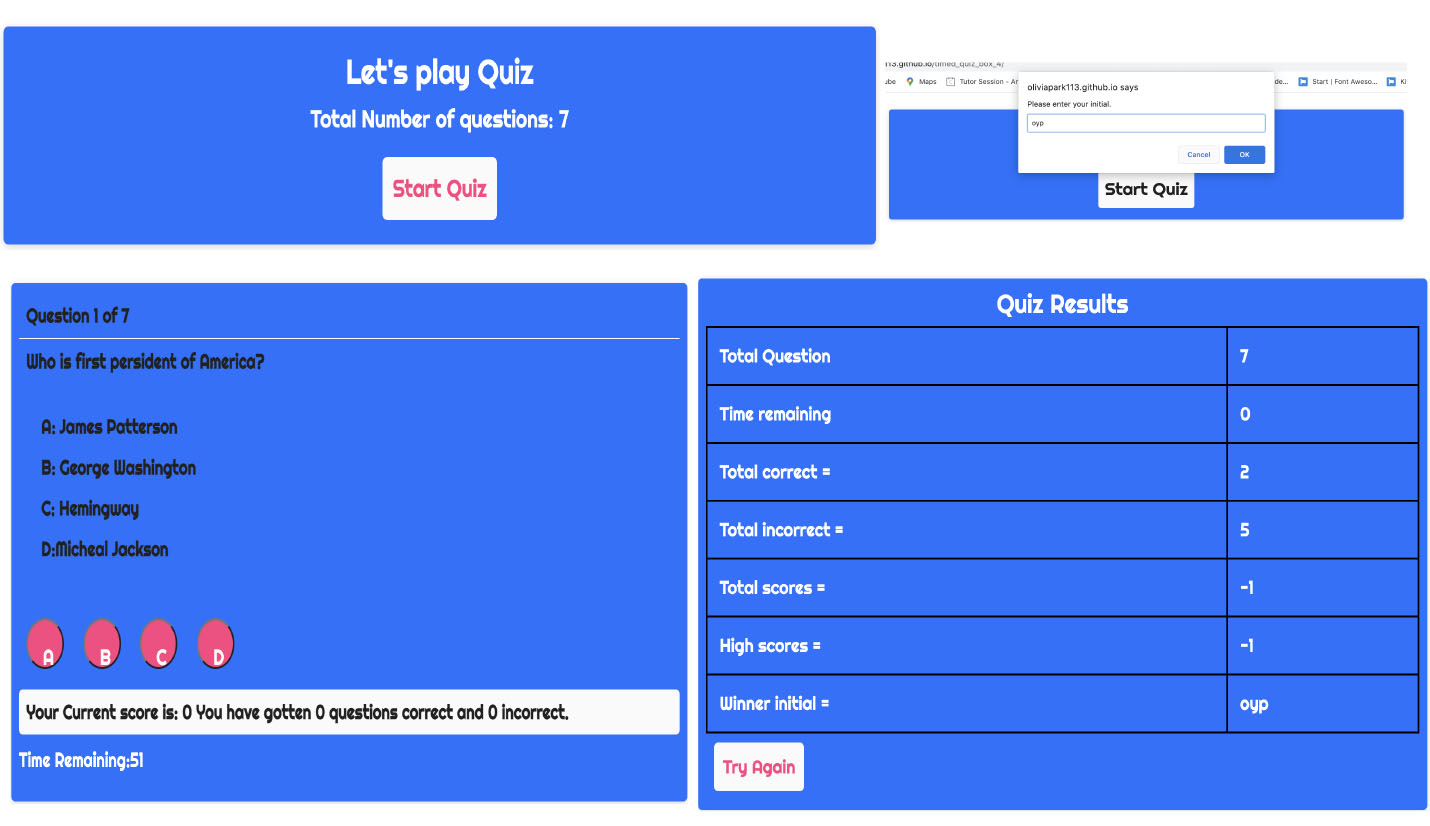 Let's play Quiz
Total Number of questions: 7
Start Quiz
113.github.io/timed_quiz_box_4/
ube Maps Tutor Session - Ar de... Start | Font Aweso... Kl
oliviapark113.github.io says
Please enter your initial.
oyp
Cancel OK
Start Quiz
Question 1 of 7
Who is first persident of America?
A: James Patterson
B: George Washington
C: Hemingway
D:Micheal Jackson
A B C D
Your Current score is: 0 You have gotten 0 questions correct and 0 incorrect.
Time Remaining:51
Quiz Results
Total Question 7
Time remaining 0
Total correct = 2
Total incorrect = 5
Total scores = -1
High scores = -1
Winner initial = oyp
Try Again